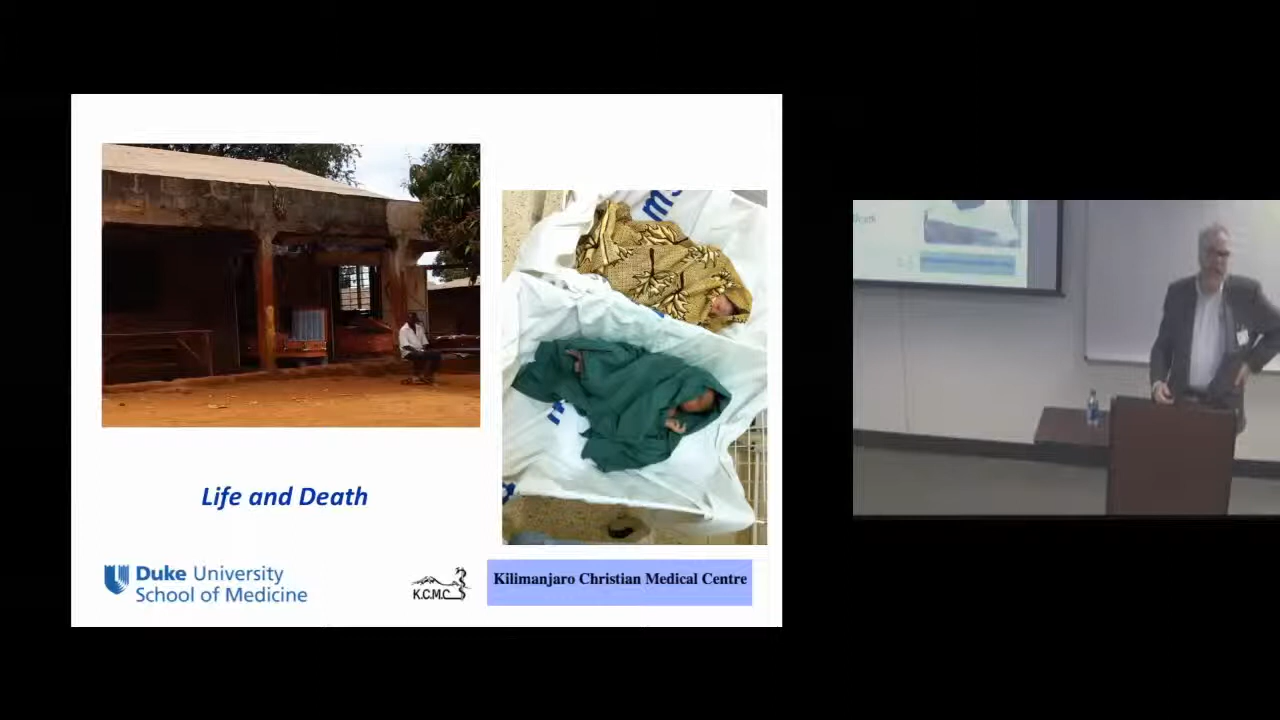 Life and Death
Duke University
School of Medicine
K.C.M.C
Kilimanjaro Christian Medical Centre